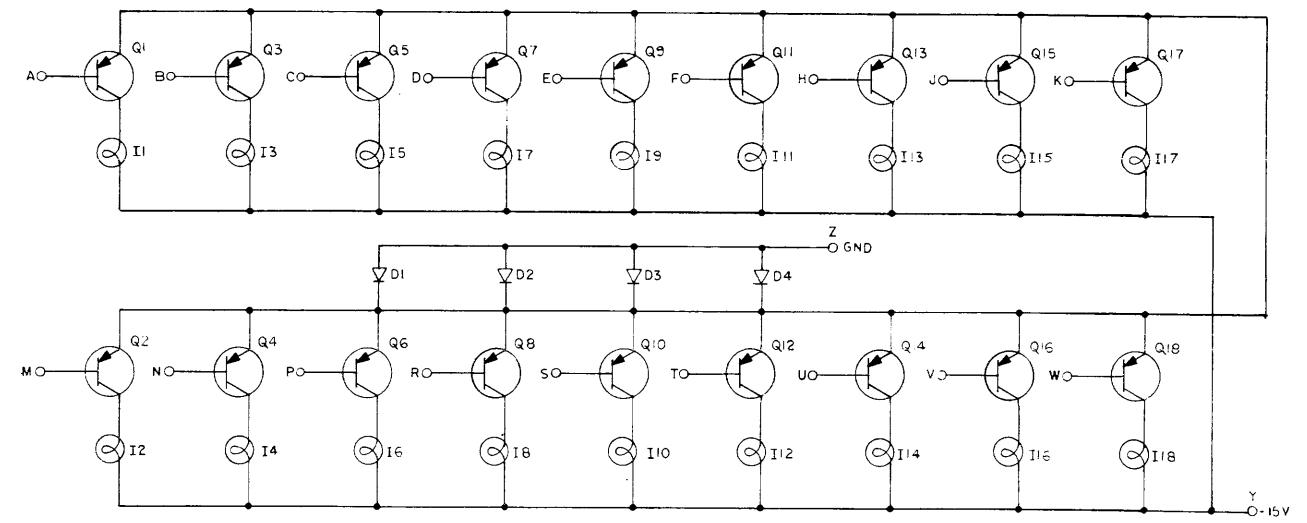 Q1 Q3 Q5 Q7 Q9 Q11 Q13 Q15 Q17
A B C D E F H J K
I1 I3 I5 I7 I9 I11 I13 I15 I17
Z
GND
D1 D2 D3 D4
Q2 Q4 Q6 Q8 Q10 Q12 Q14 Q16 Q18
M N P R S T U V W
I2 I4 I6 I8 I10 I12 I14 I16 I18
Y
-15V